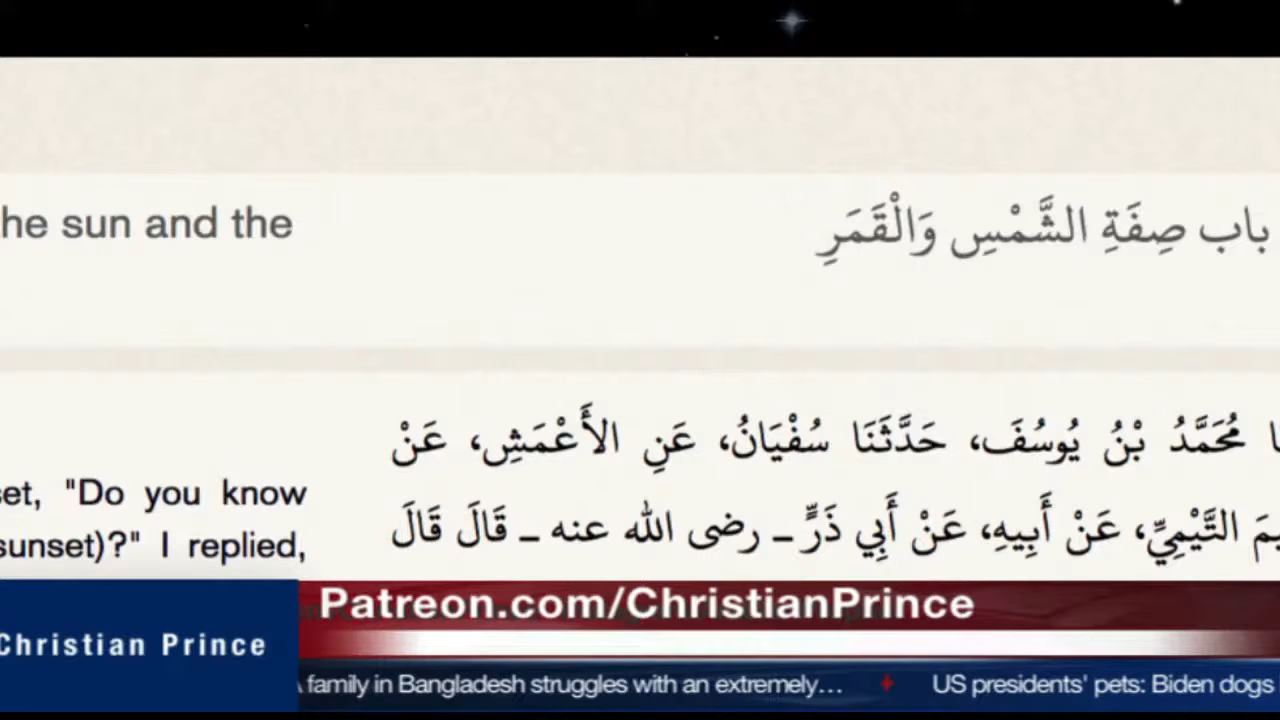 he sun and the
باب صِفَةِ الشَّمْسِ وَالْقَمَرِ
مُحَمَّدُ بْنُ يُوسُفَ، حَدَّثَنَا سُفْيَانُ، عَنِ الأَعْمَشِ، عَنْ
التَّيْمِيِّ، عَنْ أَبِيهِ، عَنْ أَبِي ذَرٍّ ـ رضى الله عنه ـ قَالَ قَالَ
set, "Do you know
sunset)?" I replied,
Patreon.com/ChristianPrince
Christian Prince
A family in Bangladesh struggles with an extremely... US presidents' pets: Biden dogs